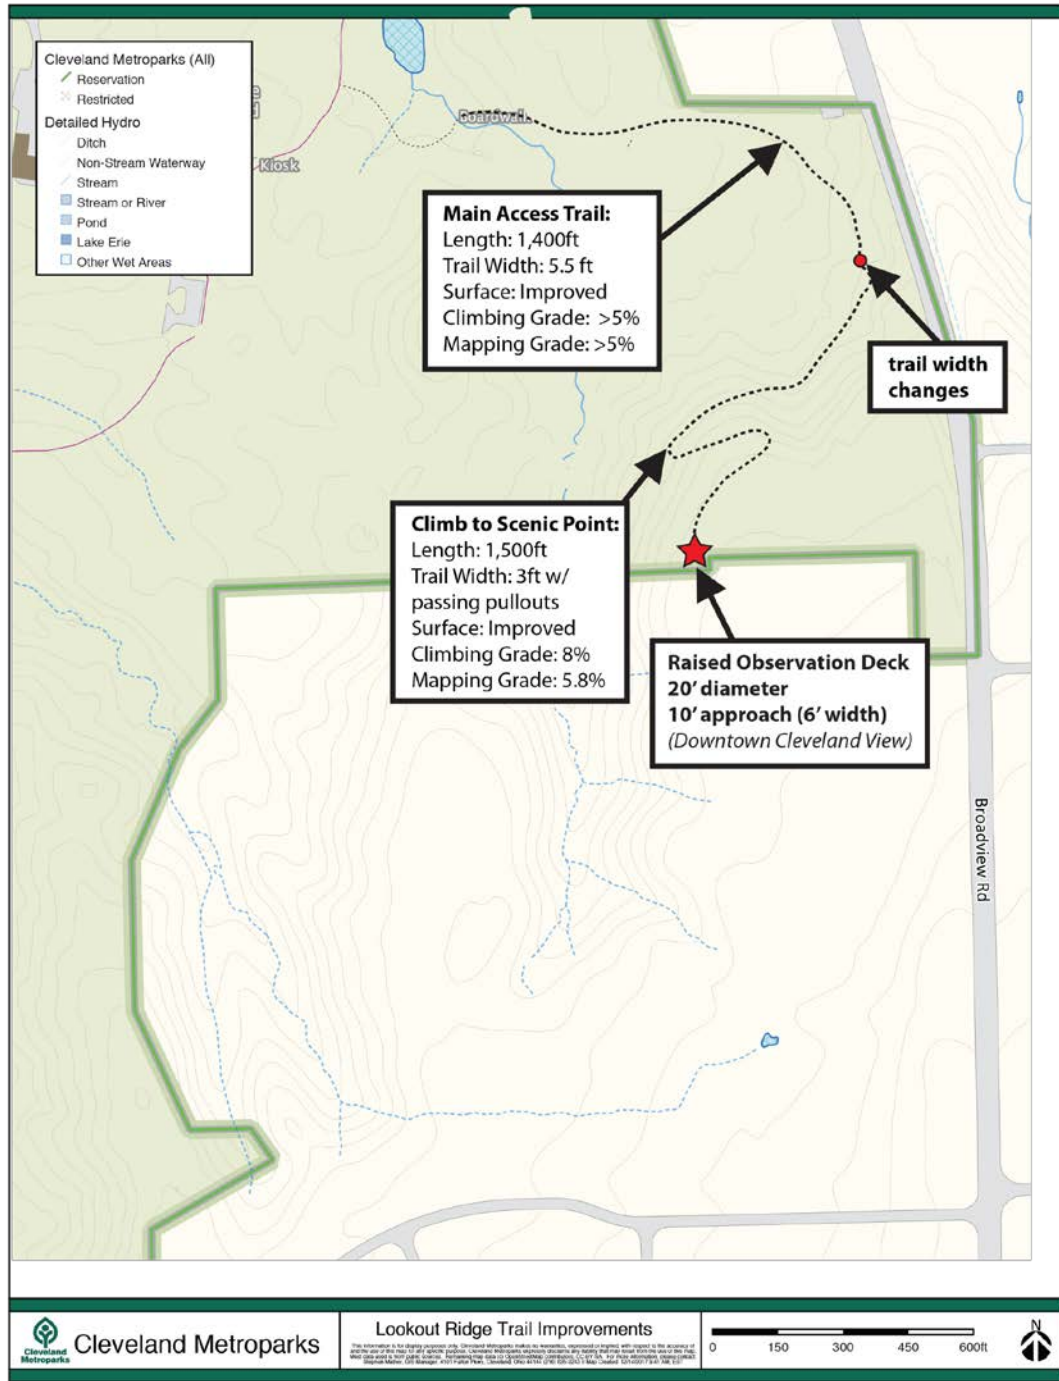 Cleveland Metroparks (All)
Reservation
Restricted
Detailed Hydro
Ditch
Non-Stream Waterway
Stream
Stream or River
Pond
Lake Erie
Other Wet Areas
Kiosk
Main Access Trail:
Length: 1,400ft
Trail Width: 5.5 ft
Surface: Improved
Climbing Grade: >5%
Mapping Grade: >5%
trail width
changes
Climb to Scenic Point:
Length: 1,500ft
Trail Width: 3ft w/
passing pullouts
Surface: Improved
Climbing Grade: 8%
Mapping Grade: 5.8%
Raised Observation Deck
20' diameter
10' approach (6' width)
(Downtown Cleveland View)
Broadview Rd
Cleveland
Metroparks
Cleveland Metroparks
Lookout Ridge Trail Improvements
0 150 300 450 600ft
N